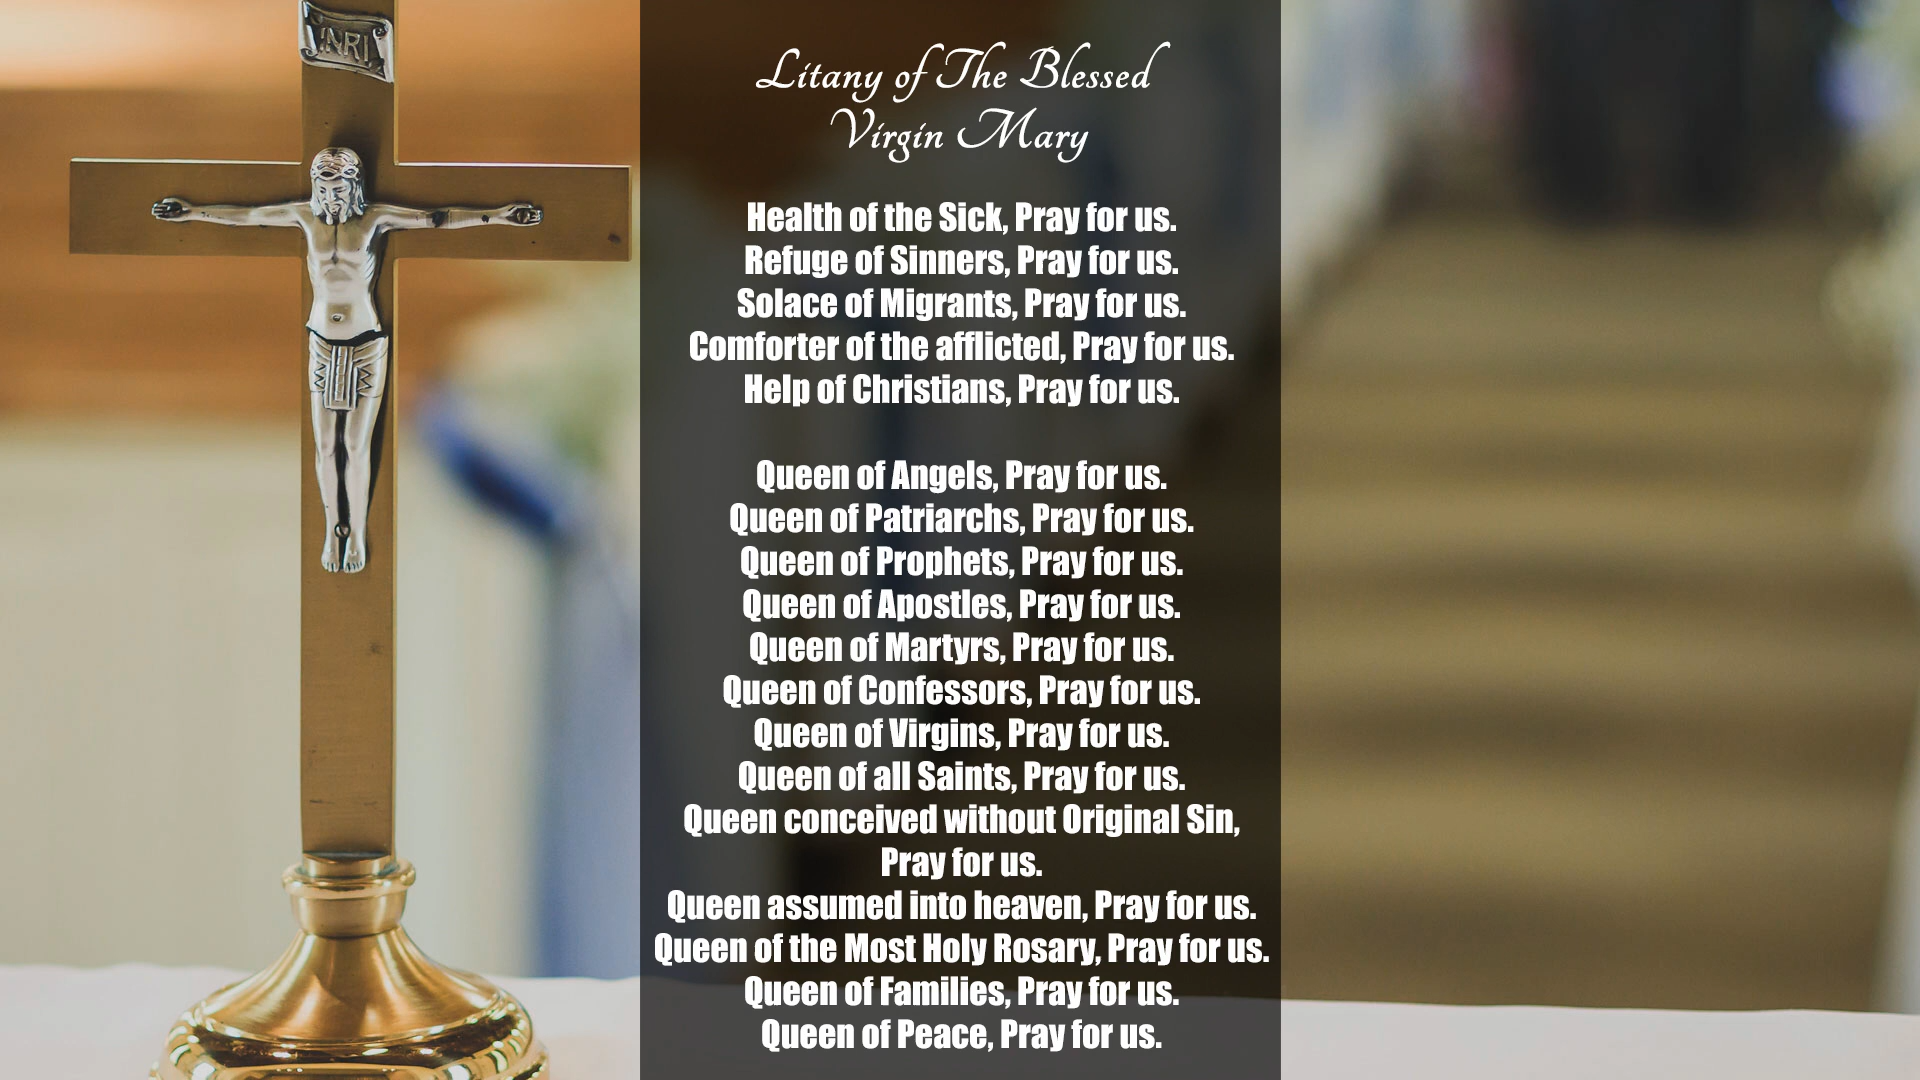 INRI
Litany of The Blessed
Virgin Mary
Health of the Sick, Pray for us.
Refuge of Sinners, Pray for us.
Solace of Migrants, Pray for us.
Comforter of the afflicted, Pray for us.
Help of Christians, Pray for us.
Queen of Angels, Pray for us.
Queen of Patriarchs, Pray for us.
Queen of Prophets, Pray for us.
Queen of Apostles, Pray for us.
Queen of Martyrs, Pray for us.
Queen of Confessors, Pray for us.
Queen of Virgins, Pray for us.
Queen of all Saints, Pray for us.
Queen conceived without Original Sin,
Pray for us.
Queen assumed into heaven, Pray for us.
Queen of the Most Holy Rosary, Pray for us.
Queen of Families, Pray for us.
Queen of Peace, Pray for us.